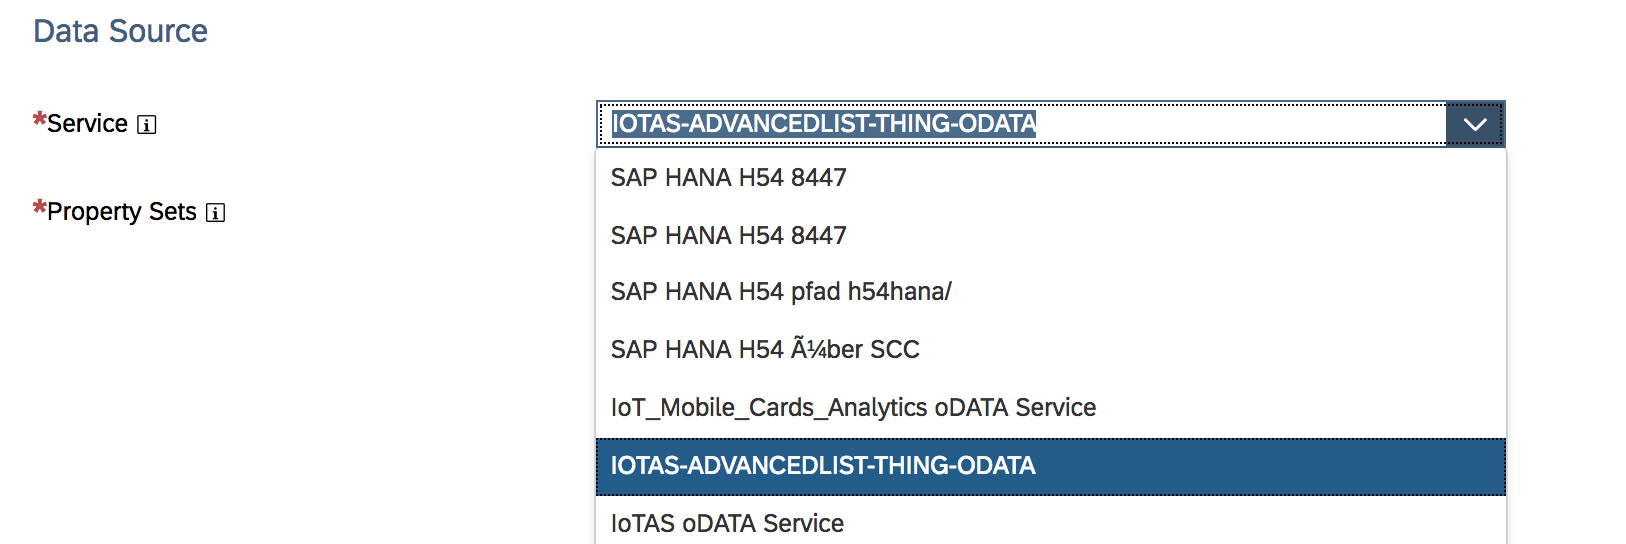 Data Source
*Service
IOTAS-ADVANCEDLIST-THING-ODATA
SAP HANA H54 8447
*Property Sets
SAP HANA H54 8447
SAP HANA H54 pfad h54hana/
SAP HANA H54 Ã¼ber SCC
IoT_Mobile_Cards_Analytics oDATA Service
IOTAS-ADVANCEDLIST-THING-ODATA
IoTAS oDATA Service